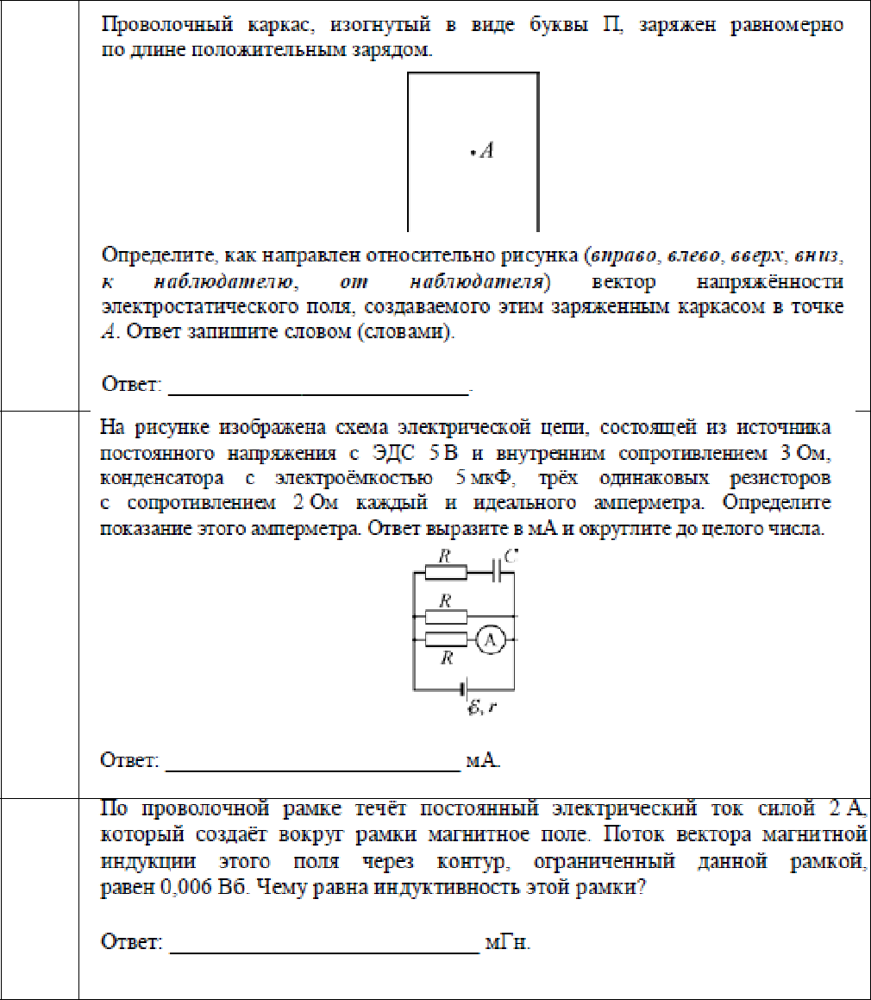 Проволочный каркас, изогнутый в виде буквы П, заряжен равномерно
по длине положительным зарядом.
A
Определите, как направлен относительно рисунка (вправо, влево, вверх, вниз,
к наблюдателю, от наблюдателя) вектор напряжённости
электростатического поля, создаваемого этим заряженным каркасом в точке
A. Ответ запишите словом (словами).
Ответ: ___________________________.
На рисунке изображена схема электрической цепи, состоящей из источника
постоянного напряжения с ЭДС 5 В и внутренним сопротивлением 3 Ом,
конденсатора с электроёмкостью 5 мкФ, трёх одинаковых резисторов
с сопротивлением 2 Ом каждый и идеального амперметра. Определите
показание этого амперметра. Ответ выразите в мА и округлите до целого числа.
R C
R
A
R
ℰ, r
Ответ: ___________________________ мА.
По проволочной рамке течёт постоянный электрический ток силой 2 А,
который создаёт вокруг рамки магнитное поле. Поток вектора магнитной
индукции этого поля через контур, ограниченный данной рамкой,
равен 0,006 Вб. Чему равна индуктивность этой рамки?
Ответ: ___________________________ мГн.